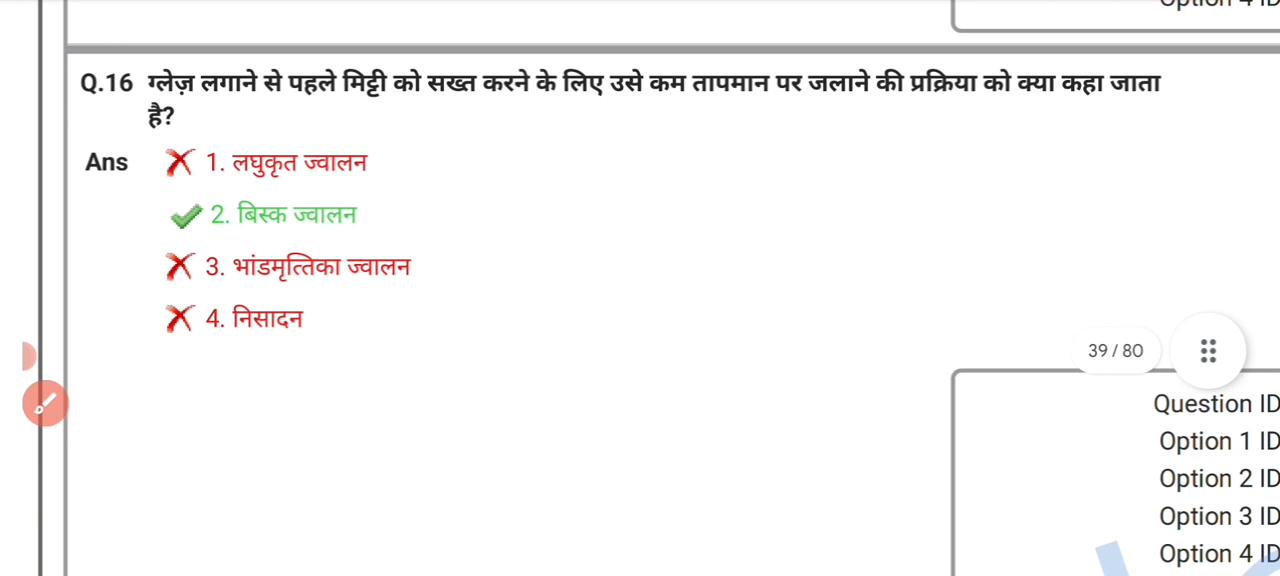 Q.16 ग्लेज़ लगाने से पहले मिट्टी को सख्त करने के लिए उसे कम तापमान पर जलाने की प्रक्रिया को क्या कहा जाता
है?
Ans 1. लघुकृत ज्वालन
2. बिस्क ज्वालन
3. भांडमृत्तिका ज्वालन
4. निसादन
39 / 80
Question ID
Option 1 ID
Option 2 ID
Option 3 ID
Option 4 ID